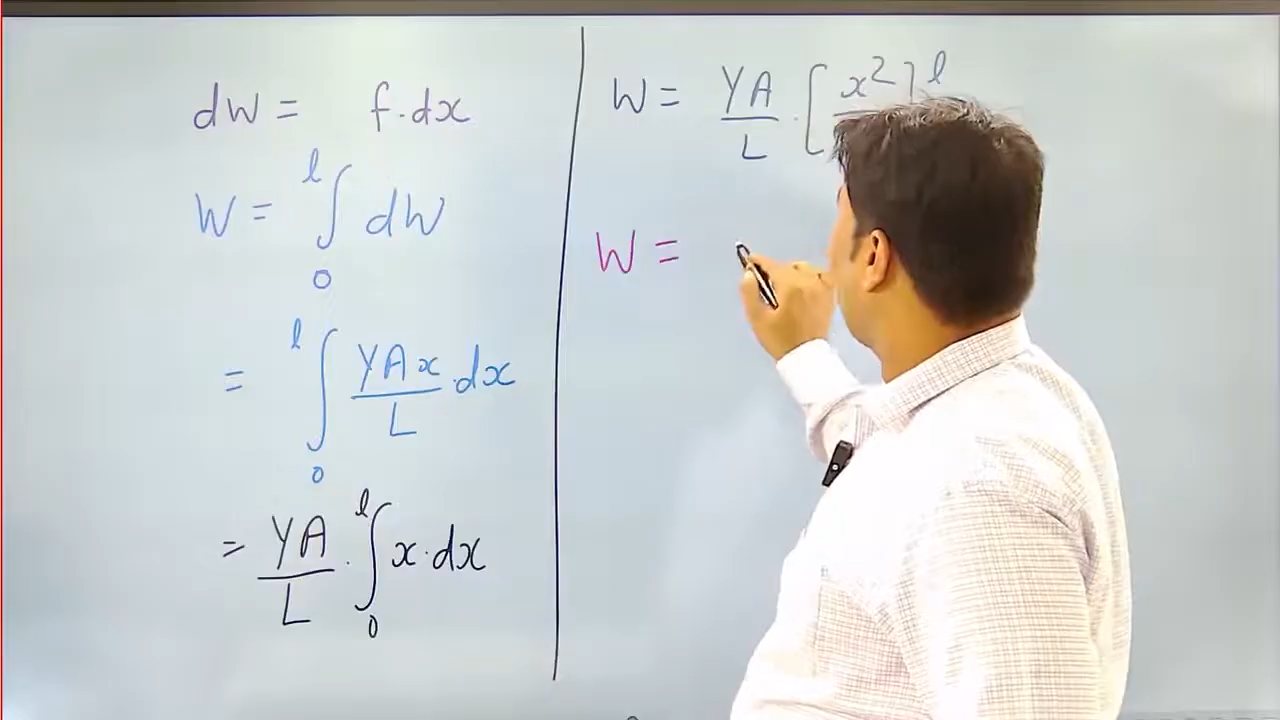 dW = f.dx
W = ∫₀ˡ dW
= ∫₀ˡ YAx/L .dx
= YA/L . ∫₀ˡ x.dx
W = YA/L . [x²]ˡ
W =